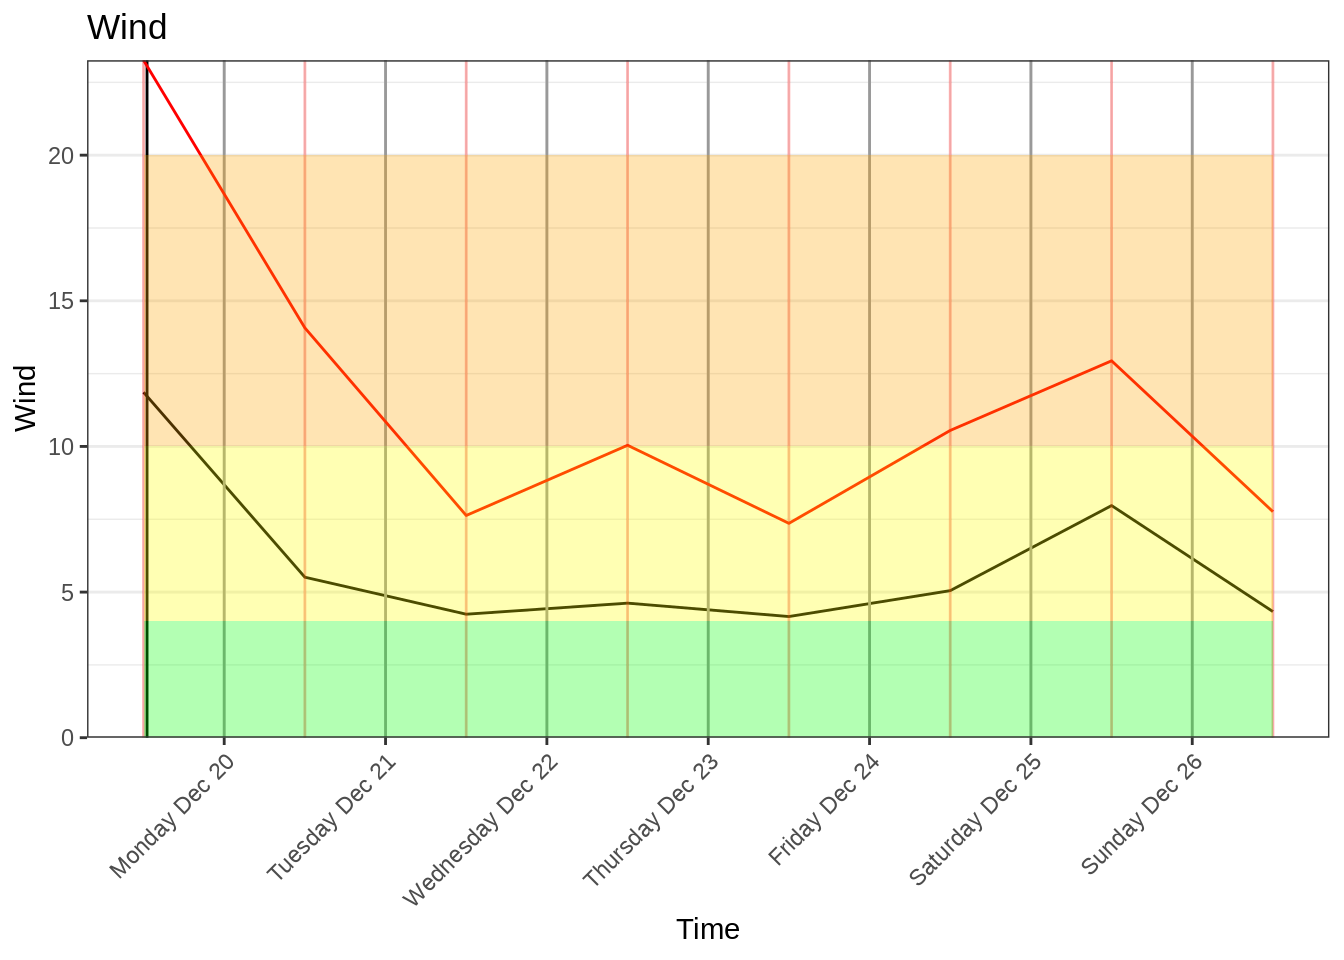 Wind
Wind
20
15
10
5
0
Monday Dec 20
Tuesday Dec 21
Wednesday Dec 22
Thursday Dec 23
Friday Dec 24
Saturday Dec 25
Sunday Dec 26
Time